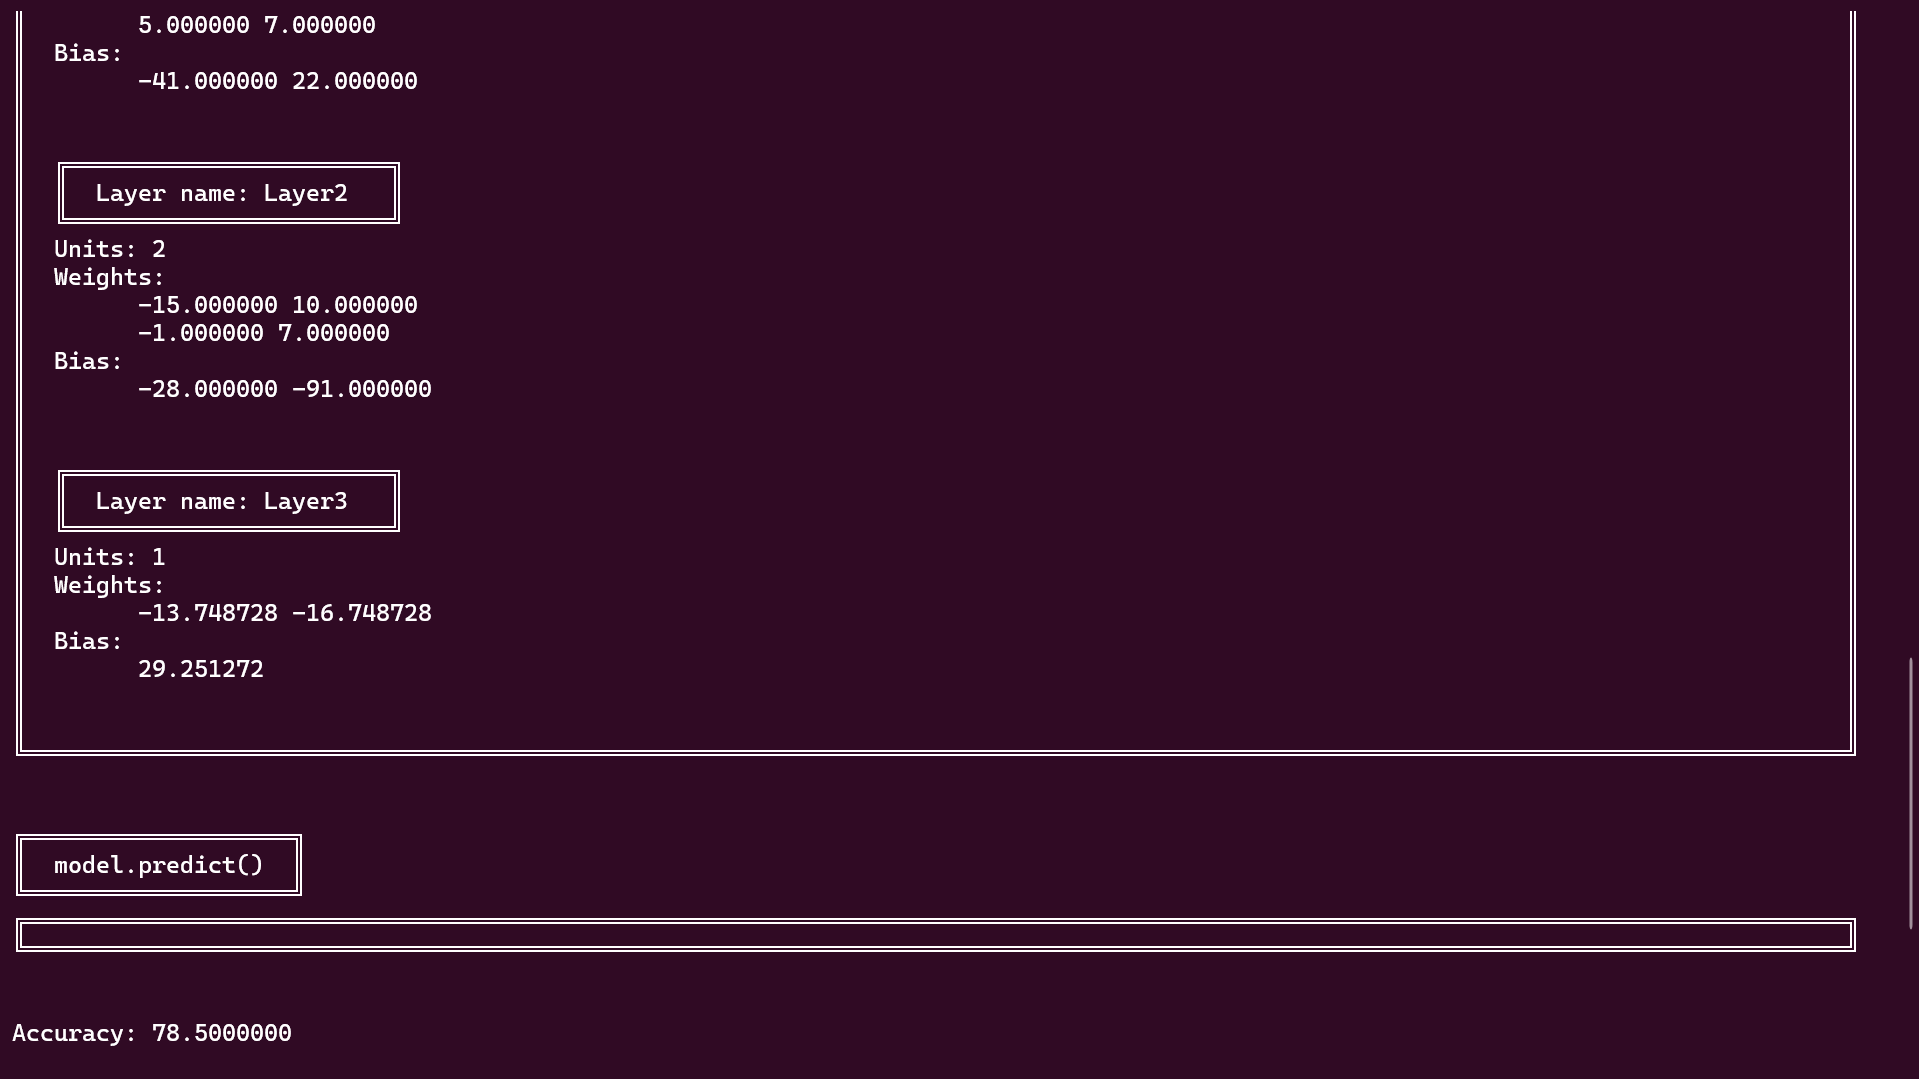 5.000000 7.000000
Bias:
-41.000000 22.000000
Layer name: Layer2
Units: 2
Weights:
-15.000000 10.000000
-1.000000 7.000000
Bias:
-28.000000 -91.000000
Layer name: Layer3
Units: 1
Weights:
-13.748728 -16.748728
Bias:
29.251272
model.predict()
Accuracy: 78.5000000